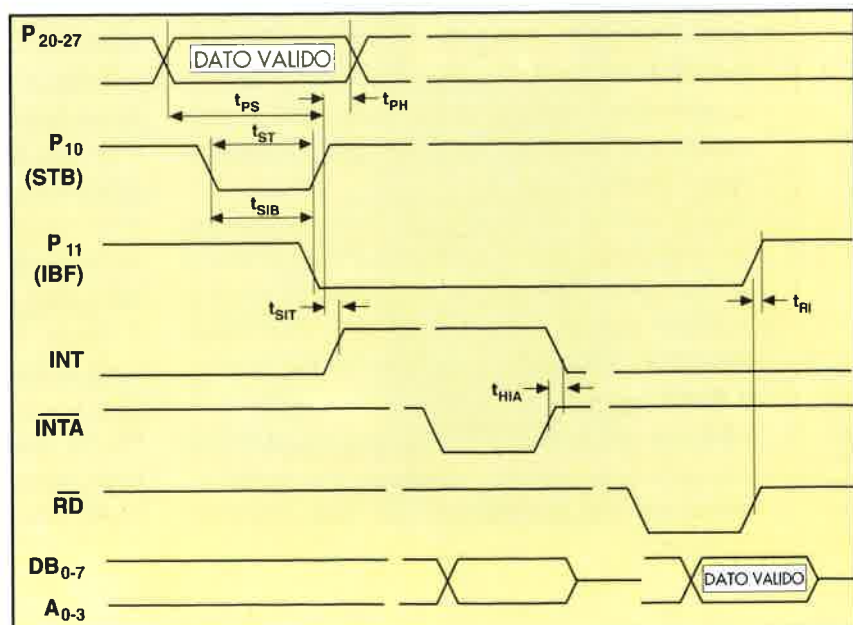 P20-27
DATO VALIDO
tPS
tPH
P10
(STB)
tST
tSIB
P11
(IBF)
tSIT
tRI
INT
tHIA
INTA
RD
DB0-7
DATO VALIDO
A0-3